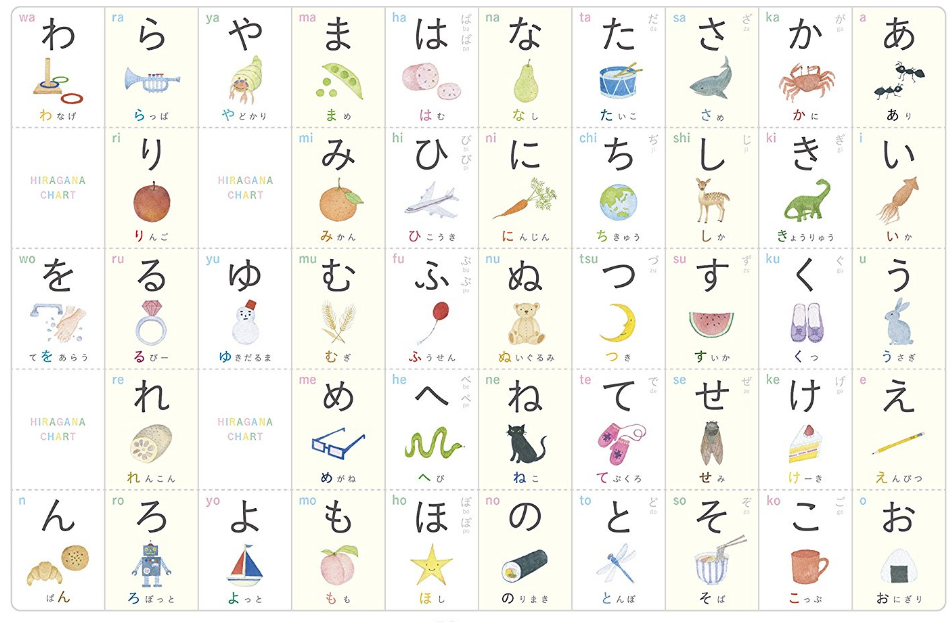 a
あ
あり
i
い
いか
u
う
うさぎ
e
え
えんぴつ
o
お
おにぎり
ka が
か
かに
ki ぎ
き
きょうりゅう
ku ぐ
く
くつ
ke げ
け
けーき
ko ご
こ
こっぷ
sa ざ
さ
さめ
shi じ
し
しか
su ず
す
すいか
se ぜ
せ
せみ
so ぞ
そ
そば
ta だ
た
たいこ
chi ぢ
ち
ちきゅう
tsu づ
つ
つき
te で
て
てぶくろ
to ど
と
とんぼ
na
な
なし
ni
に
にんじん
nu
ぬ
ぬいぐるみ
ne
ね
ねこ
no
の
のりまき
ha ば ぱ
は
はむ
hi び ぴ
ひ
ひこうき
fu ぶ ぷ
ふ
ふうせん
he べ ぺ
へ
へび
ho ぼ ぽ
ほ
ほし
ma
ま
まめ
mi
み
みかん
mu
む
むぎ
me
め
めがね
mo
も
もも
ya
や
やどかり
HIRAGANA
CHART
yu
ゆ
ゆきだるま
HIRAGANA
CHART
yo
よ
よっと
ra
ら
らっぱ
ri
り
りんご
ru
る
るびー
re
れ
れんこん
ro
ろ
ろぼっと
wa
わ
わなげ
HIRAGANA
CHART
wo
を
てをあらう
HIRAGANA
CHART
n
ん
ぱん